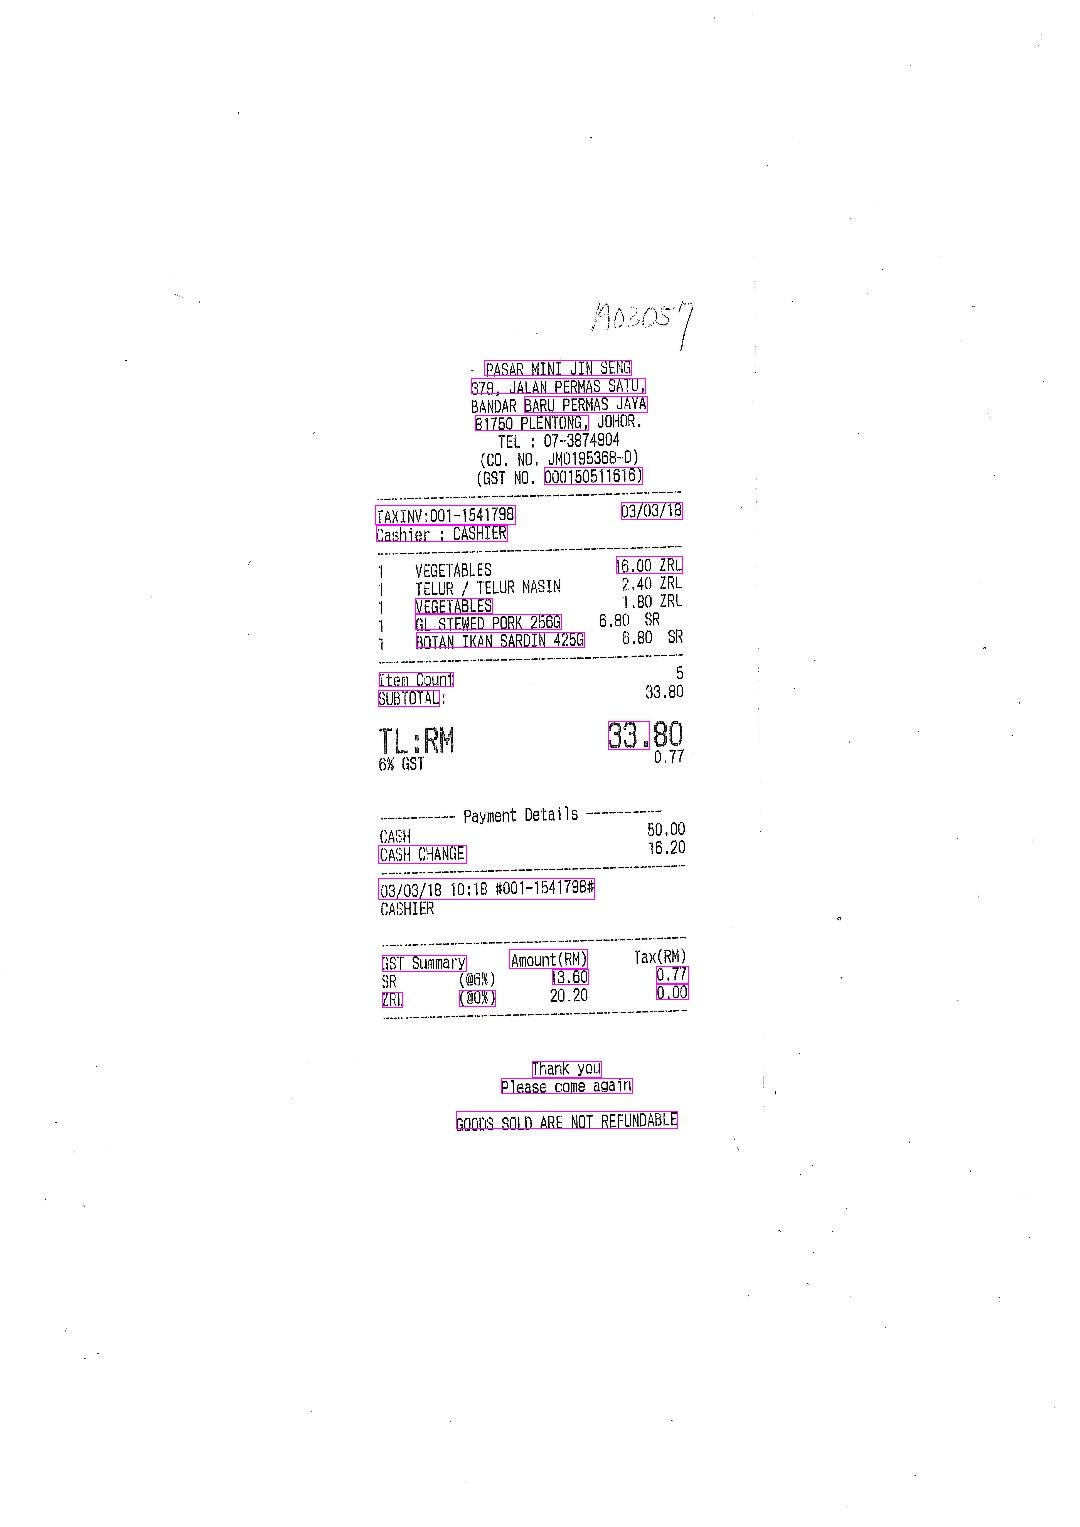 A03057
- PASAR MINI JIN SENG
379, JALAN PERMAS SATU,
BANDAR BARU PERMAS JAYA
81750 PLENTONG, JOHOR.
TEL : 07-3874904
(CO. NO. JM0195368-D)
(GST NO. 000150511616)
TAXINV:001-1541798 03/03/18
Cashier : CASHIER
1 VEGETABLES 16.00 ZRL
1 TELUR / TELUR MASIN 2.40 ZRL
1 VEGETABLES 1.80 ZRL
1 GL STEWED PORK 256G 6.80 SR
1 BOTAN IKAN SARDIN 425G 6.80 SR
Item Count 5
SUBTOTAL: 33.80
TL:RM 33.80
6% GST 0.77
---------- Payment Details ----------
CASH 50.00
CASH CHANGE 16.20
03/03/18 10:18 #001-1541798#
CASHIER
GST Summary Amount(RM) Tax(RM)
SR (@6%) 13.60 0.77
ZRL (@0%) 20.20 0.00
Thank you
Please come again
GOODS SOLD ARE NOT REFUNDABLE